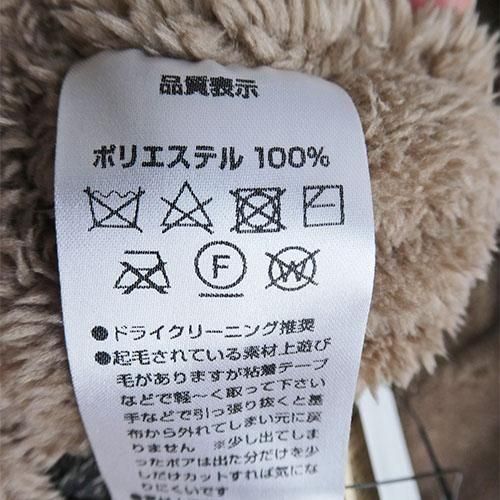 品質表示
ポリエステル 100%
F
W
●ドライクリーニング推奨
●起毛されている素材上遊び
毛がありますが粘着テープ
などで軽〜く取って下さい
手などで引っ張り抜くと基
布から外れてしまい元に戻
りません ※少し出てしま
ったボアは出た分だけを少
しだけカットすれば気にな
りにくいです